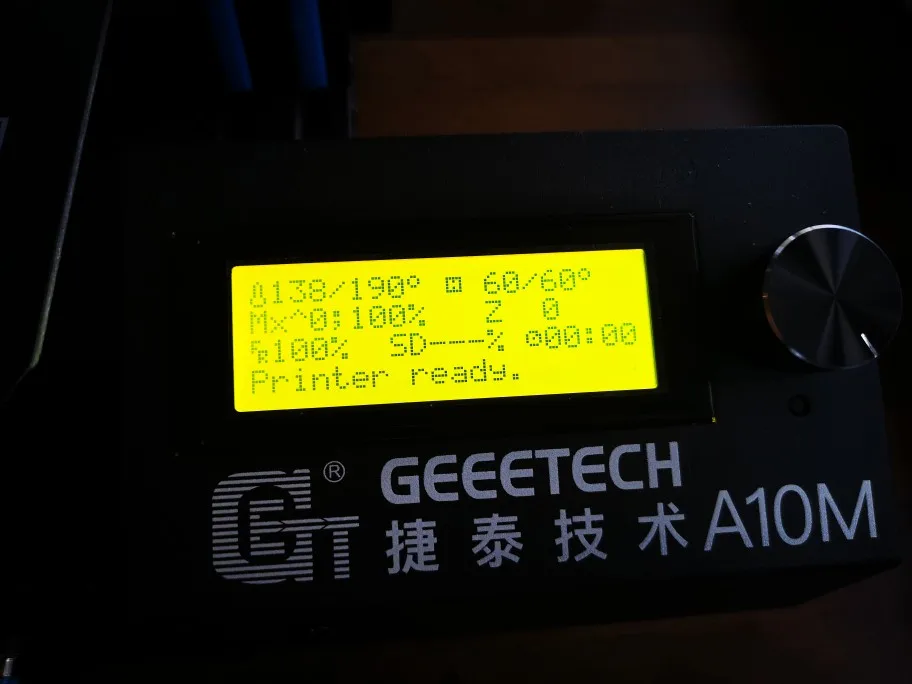 138/190° 60/60°
Mx^0;100% Z 0
100% SD---% 00:00
Printer ready.
GEEETECH
GET®
捷泰技术 A10M